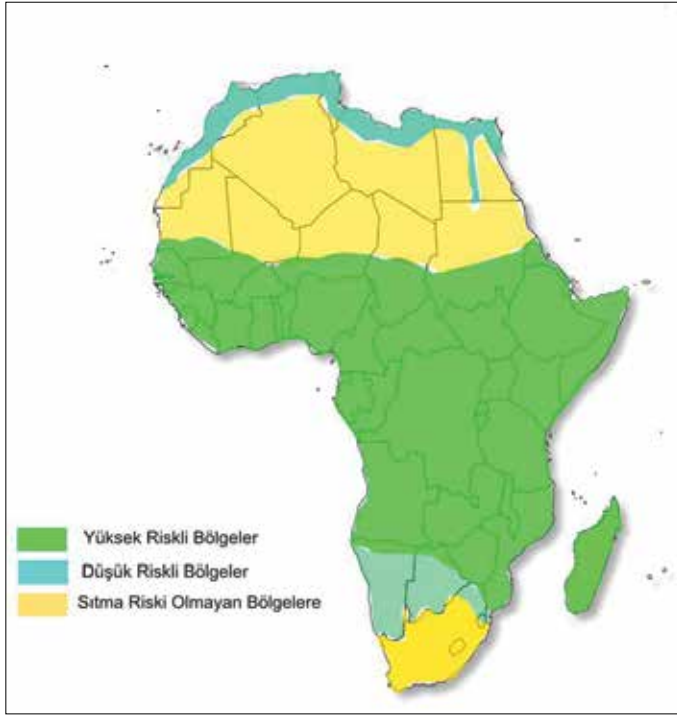 Yüksek Riskli Bölgeler
Düşük Riskli Bölgeler
Sıtma Riski Olmayan Bölgelere